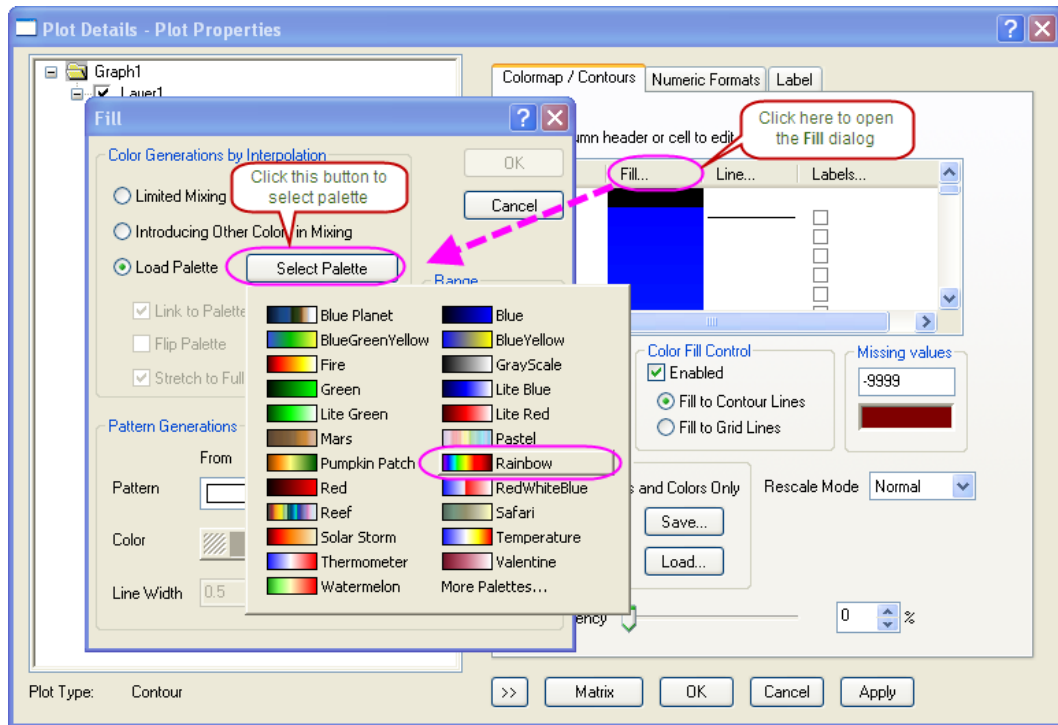 Plot Details - Plot Properties
Graph1
Layer1
Colormap / Contours
Numeric Formats
Label
Click here to open
the Fill dialog
umn header or cell to edit
Fill...
Line...
Labels...
Fill
Color Generations by Interpolation
Click this button to
select palette
Limited Mixing
Introducing Other Colors in Mixing
Load Palette
Select Palette
Link to Palette
Flip Palette
Stretch to Full
OK
Cancel
Range
Blue Planet
Blue
BlueGreenYellow
BlueYellow
Fire
GrayScale
Green
Lite Blue
Lite Green
Lite Red
Mars
Pastel
Pumpkin Patch
Rainbow
Red
RedWhiteBlue
Reef
Safari
Solar Storm
Temperature
Thermometer
Valentine
Watermelon
More Palettes...
Pattern Generations
From
Pattern
Color
Line Width
0.5
Color Fill Control
Enabled
Fill to Contour Lines
Fill to Grid Lines
Missing values
-9999
s and Colors Only
Save...
Load...
Rescale Mode
Normal
ency
0
%
Plot Type:
Contour
>>
Matrix
OK
Cancel
Apply